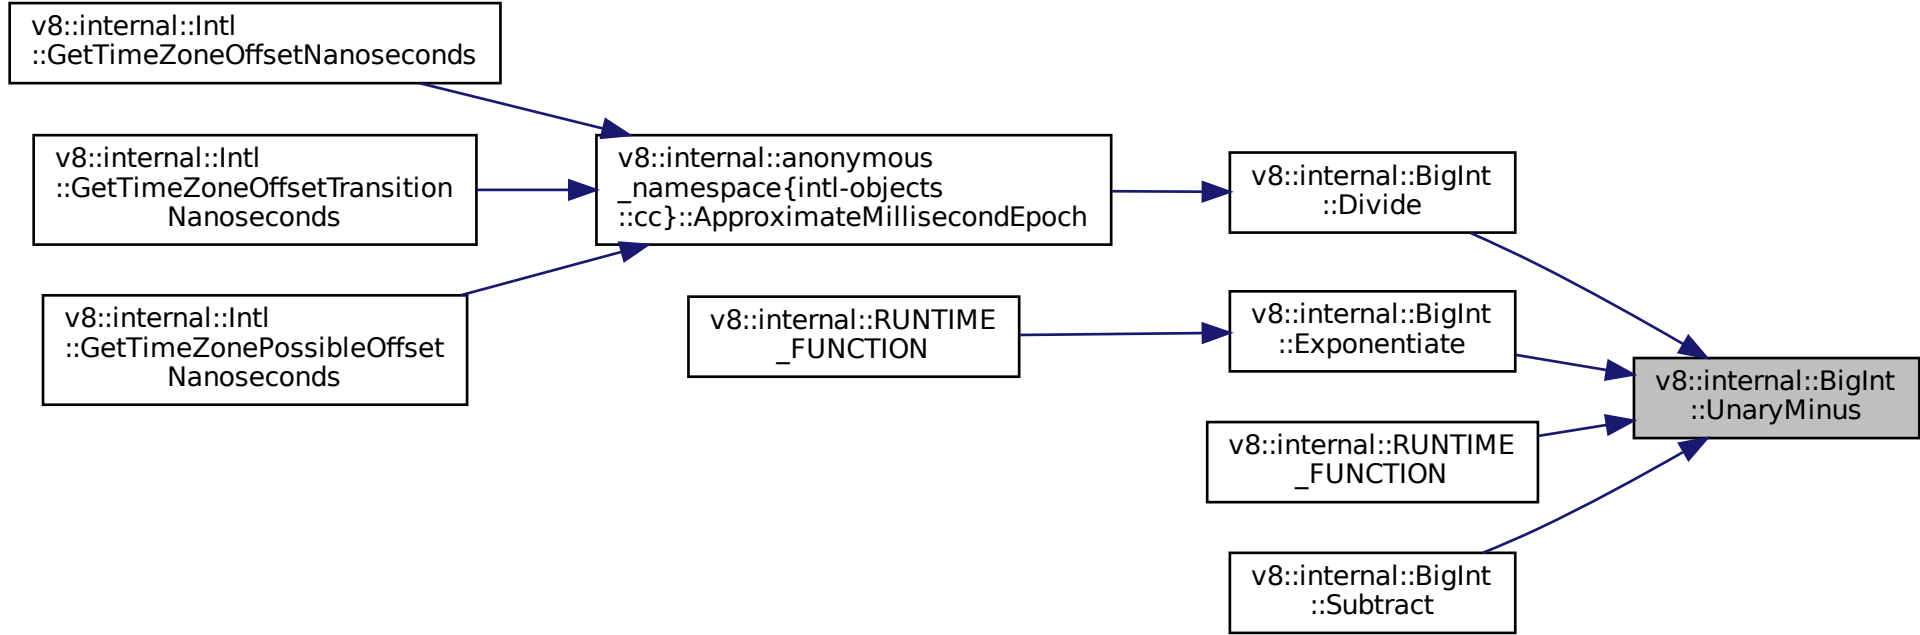 v8::internal::Intl
::GetTimeZoneOffsetNanoseconds
v8::internal::Intl
::GetTimeZoneOffsetTransition
Nanoseconds
v8::internal::Intl
::GetTimeZonePossibleOffset
Nanoseconds
v8::internal::anonymous
_namespace{intl-objects
::cc}::ApproximateMillisecondEpoch
v8::internal::RUNTIME
_FUNCTION
v8::internal::BigInt
::Divide
v8::internal::BigInt
::Exponentiate
v8::internal::RUNTIME
_FUNCTION
v8::internal::BigInt
::Subtract
v8::internal::BigInt
::UnaryMinus